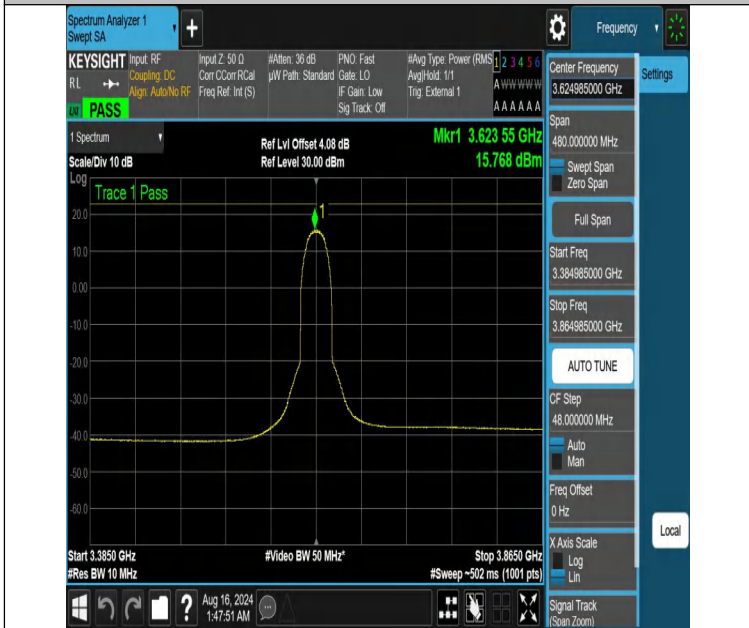 Spectrum Analyzer 1
Swept SA
+
Frequency
KEYSIGHT
RL
PASS
Input: RF
Coupling: DC
Align: Auto/No RF
Input Z: 50 Ω
Corr CCorr RCal
Freq Ref: Int (S)
#Atten: 36 dB
µW Path: Standard
PNO: Fast
Gate: LO
IF Gain: Low
Sig Track: Off
#Avg Type: Power (RMS
Avg|Hold: 1/1
Trig: External 1
1 2 3 4 5 6
A W W W W W
A A A A A A
1 Spectrum
Scale/Div 10 dB
Ref Lvl Offset 4.08 dB
Ref Level 30.00 dBm
Mkr1 3.623 55 GHz
15.768 dBm
Log
Trace 1 Pass
1
20.0
10.0
0.00
-10.0
-20.0
-30.0
-40.0
-50.0
-60.0
Start 3.3850 GHz
#Res BW 10 MHz
#Video BW 50 MHz*
Stop 3.8650 GHz
#Sweep ~502 ms (1001 pts)
?
Aug 16, 2024
1:47:51 AM
Center Frequency
3.624985000 GHz
Span
480.000000 MHz
Swept Span
Zero Span
Full Span
Start Freq
3.384985000 GHz
Stop Freq
3.864985000 GHz
AUTO TUNE
CF Step
48.000000 MHz
Auto
Man
Freq Offset
0 Hz
X Axis Scale
Log
Lin
Signal Track
(Span Zoom)
Settings
Local